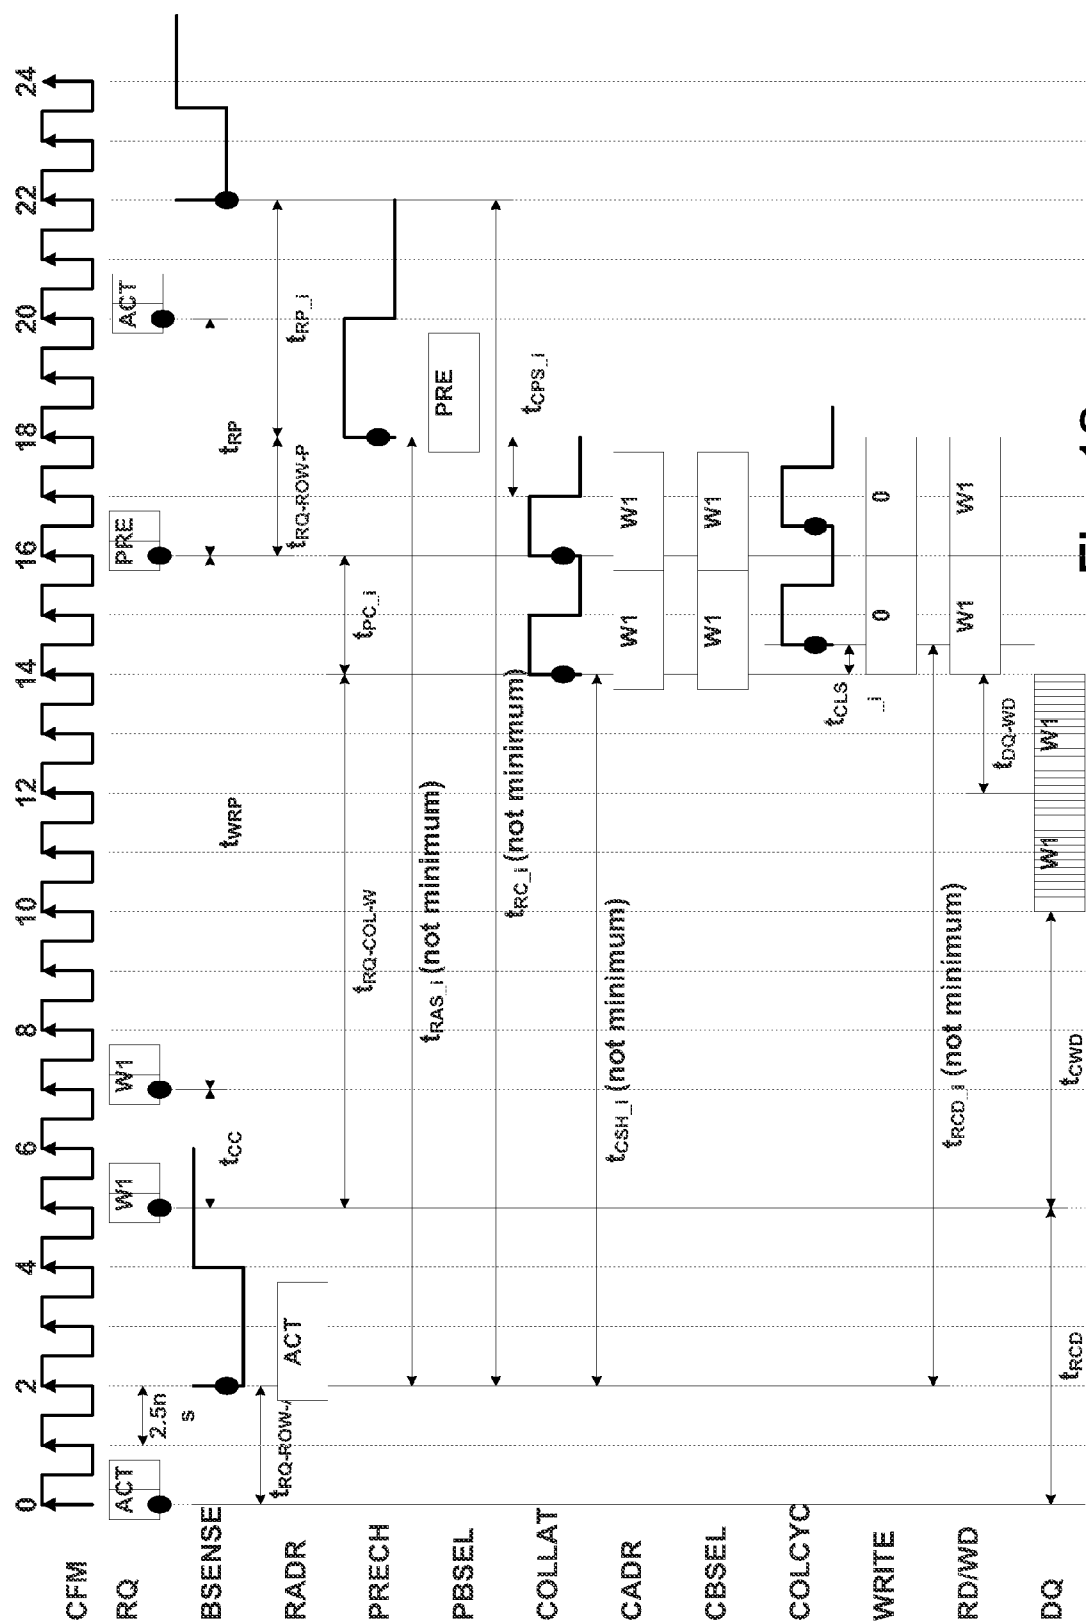 CFM 0 2 4 6 8 10 12 14 16 18 20 22 24
RQ ACT W1 W1 PRE ACT
2.5n
s
BSENSE tCC tWRP tRP
tRQ-ROW-
RADR ACT tRQ-ROW-P tRP_i
PRECH tRQ-COL-W tPC_i
tRAS_i (not minimum)
PBSEL PRE
tRC_i (not minimum)
COLLAT tCPS_i
tCSH_i (not minimum)
CADR W1 W1
CBSEL W1 W1
COLCYC
tCLS
_i
WRITE 0 0
tRCD_i (not minimum)
RD/WD W1 W1
tDQ-WD
DQ tRCD tCWD W1 W1